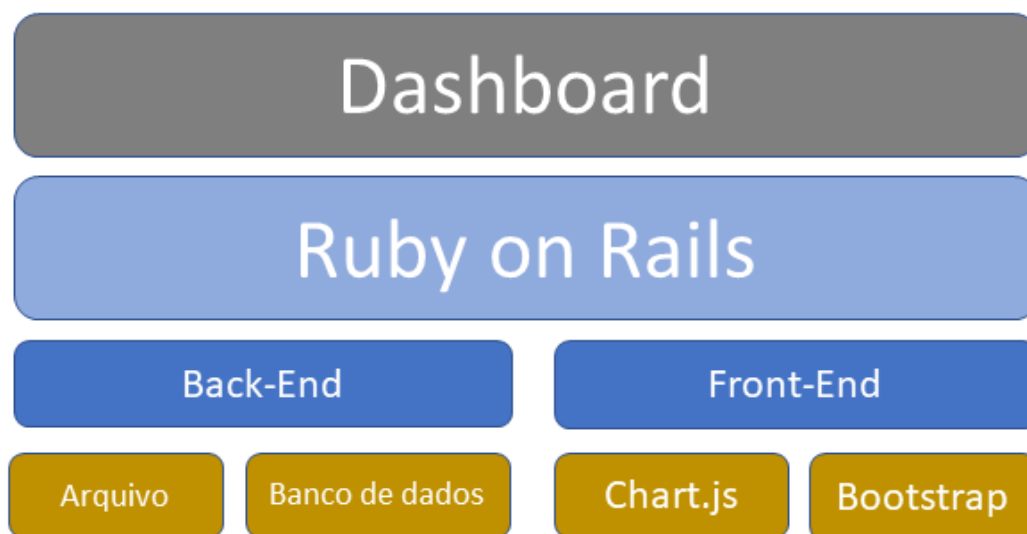 Dashboard
Ruby on Rails
Back-End
Front-End
Arquivo
Banco de dados
Chart.js
Bootstrap